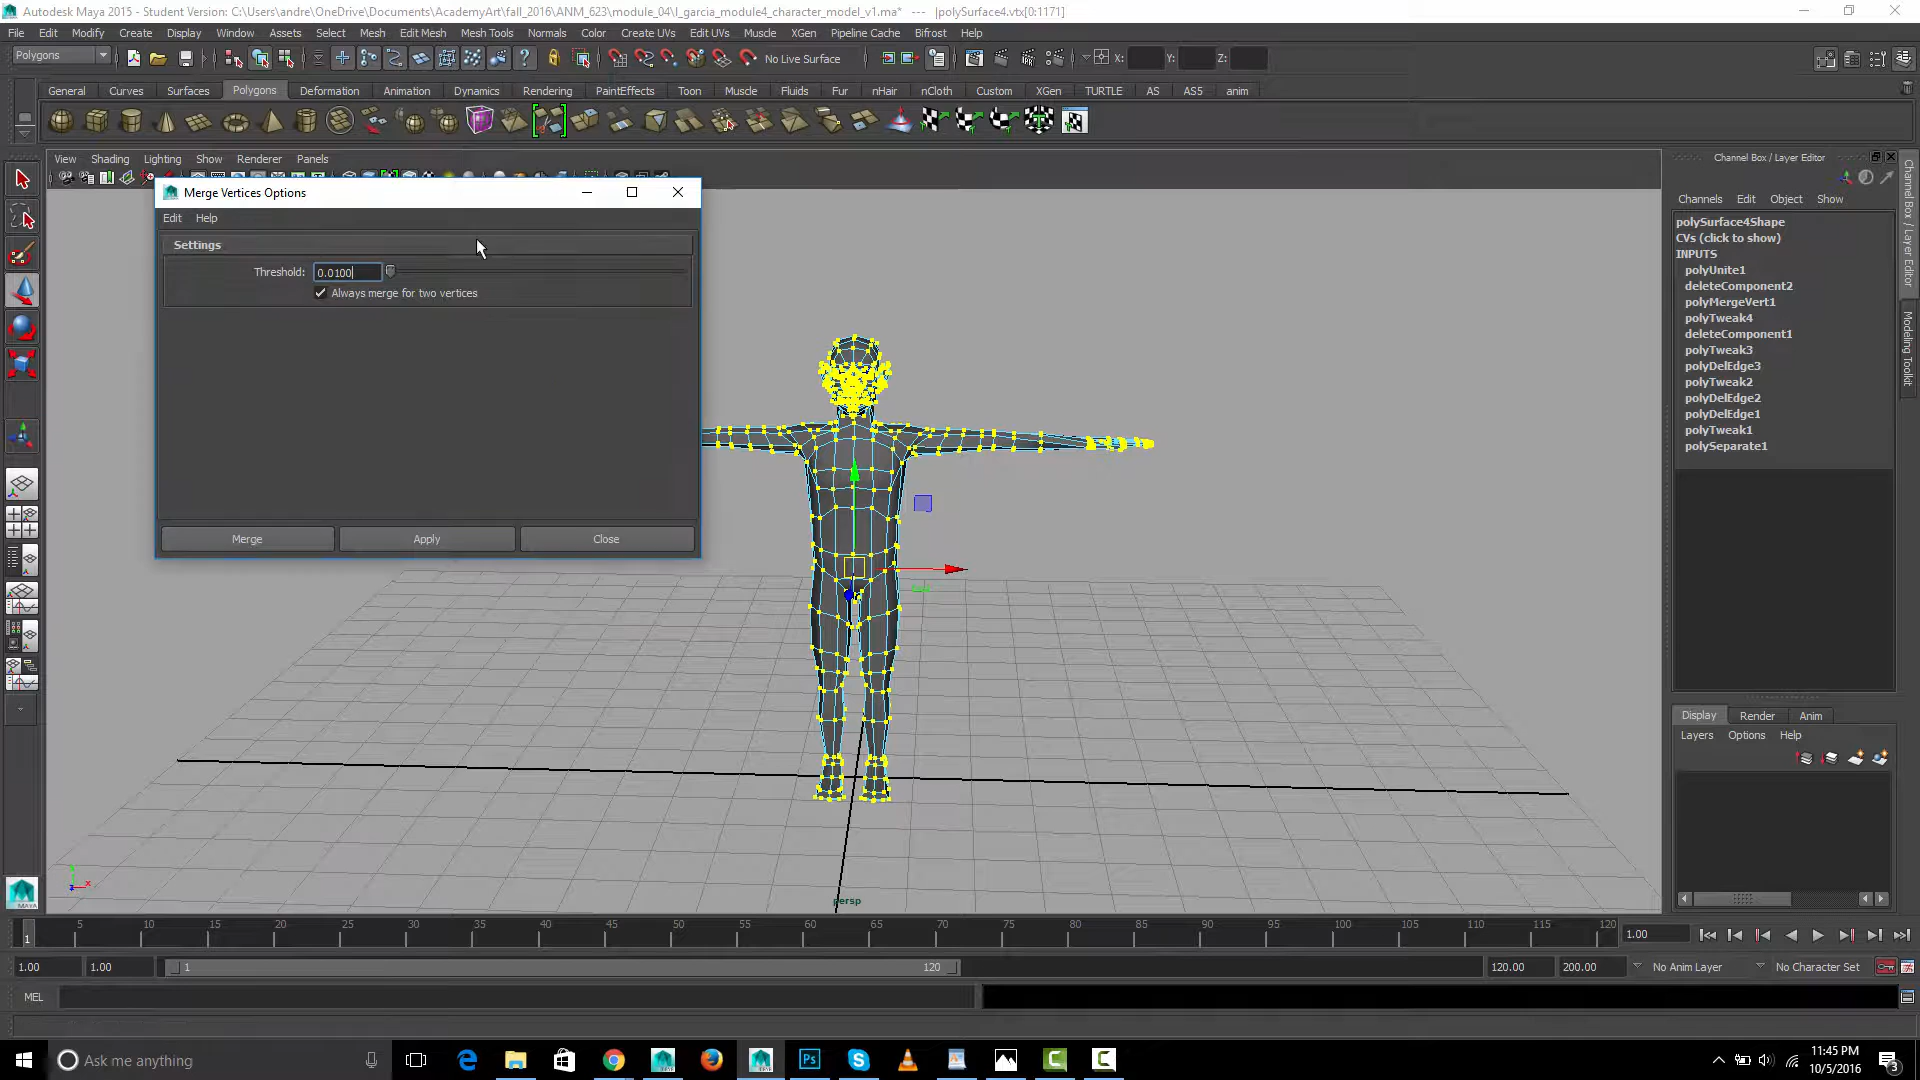 Autodesk Maya 2015 - Student Version: C:\Users\andre\OneDrive\Documents\AcademyArt\fall_2016\ANM_623\module_04\l_garcia_module4_character_model_v1.ma* --- |polySurface4.vtx[0:1171]
File Edit Modify Create Display Window Assets Select Mesh Edit Mesh Mesh Tools Normals Color Create UVs Edit UVs Muscle XGen Pipeline Cache Bifrost Help
Polygons No Live Surface X: Y: Z:
General Curves Surfaces Polygons Deformation Animation Dynamics Rendering PaintEffects Toon Muscle Fluids Fur nHair nCloth Custom XGen TURTLE AS AS5 anim
View Shading Lighting Show Renderer Panels
Merge Vertices Options
Edit Help
Settings
Threshold: 0.0100
Always merge for two vertices
Merge Apply Close
persp
Channel Box / Layer Editor
Channels Edit Object Show
polySurface4Shape
CVs (click to show)
INPUTS
polyUnite1
deleteComponent2
polyMergeVert1
polyTweak4
deleteComponent1
polyTweak3
polyDelEdge3
polyTweak2
polyDelEdge2
polyDelEdge1
polyTweak1
polySeparate1
Channel Box / Layer Editor
Modeling Toolkit
Display Render Anim
Layers Options Help
1 5 10 15 20 25 30 35 40 45 50 55 60 65 70 75 80 85 90 95 100 105 110 115 120 1.00
1.00 1.00 1 120 120.00 200.00 No Anim Layer No Character Set
MEL
Ask me anything
11:45 PM
10/5/2016
3